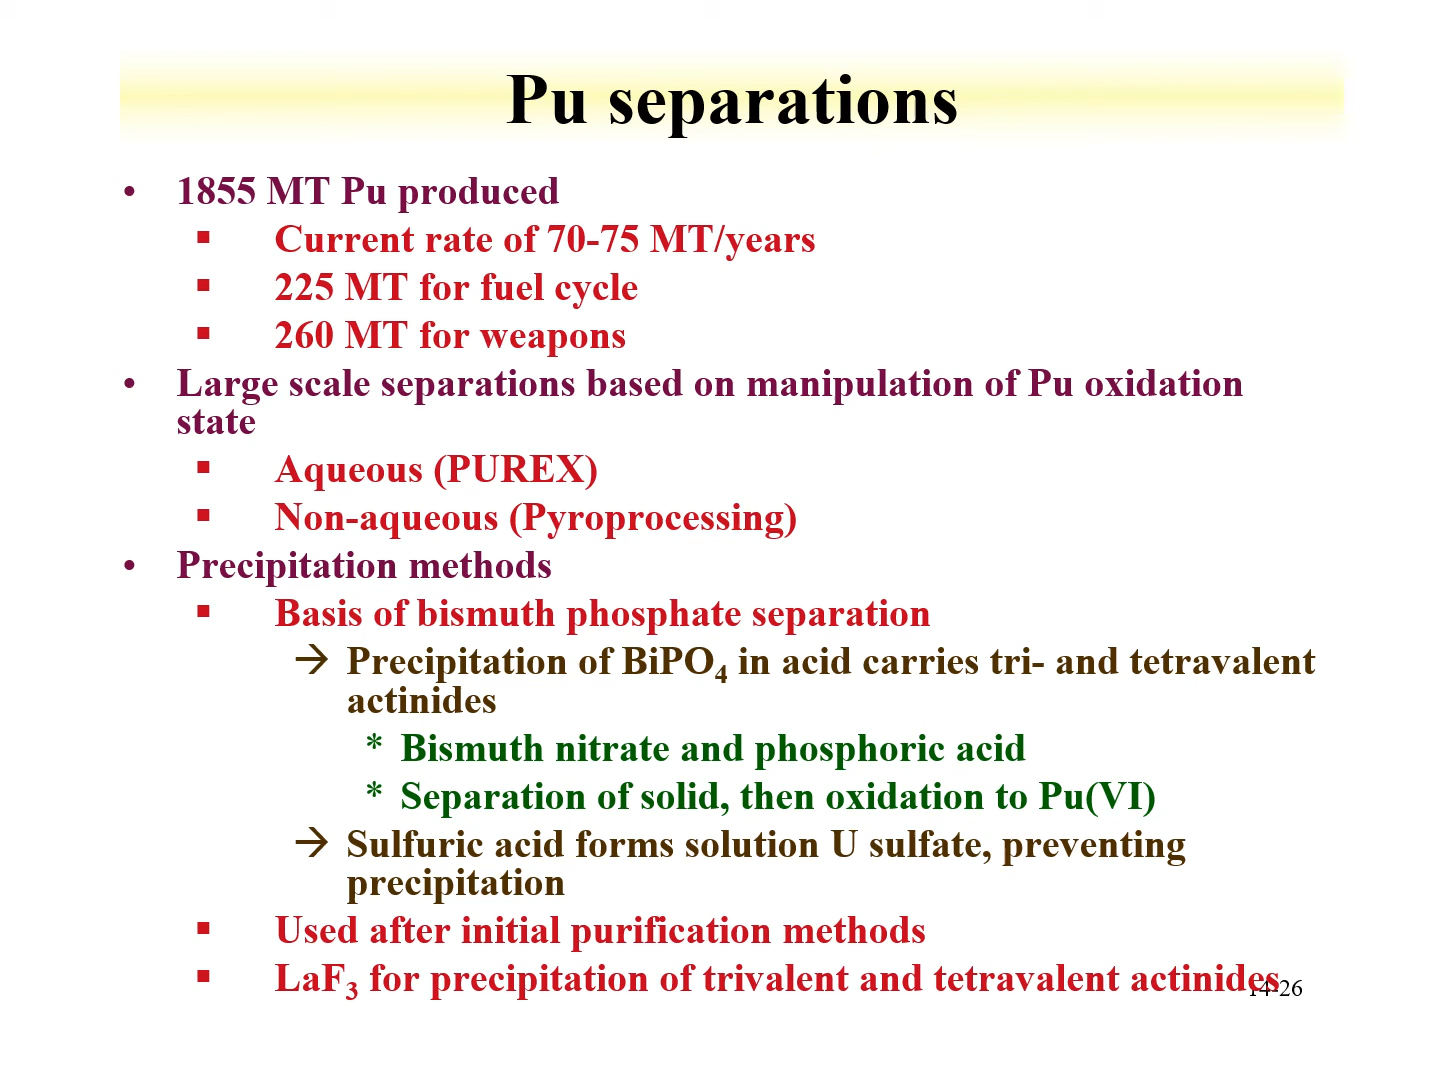 Pu separations
• 1855 MT Pu produced
▪ Current rate of 70-75 MT/years
▪ 225 MT for fuel cycle
▪ 260 MT for weapons
• Large scale separations based on manipulation of Pu oxidation
state
▪ Aqueous (PUREX)
▪ Non-aqueous (Pyroprocessing)
• Precipitation methods
▪ Basis of bismuth phosphate separation
→ Precipitation of BiPO₄ in acid carries tri- and tetravalent
actinides
* Bismuth nitrate and phosphoric acid
* Separation of solid, then oxidation to Pu(VI)
→ Sulfuric acid forms solution U sulfate, preventing
precipitation
▪ Used after initial purification methods
▪ LaF₃ for precipitation of trivalent and tetravalent actinides
14-26